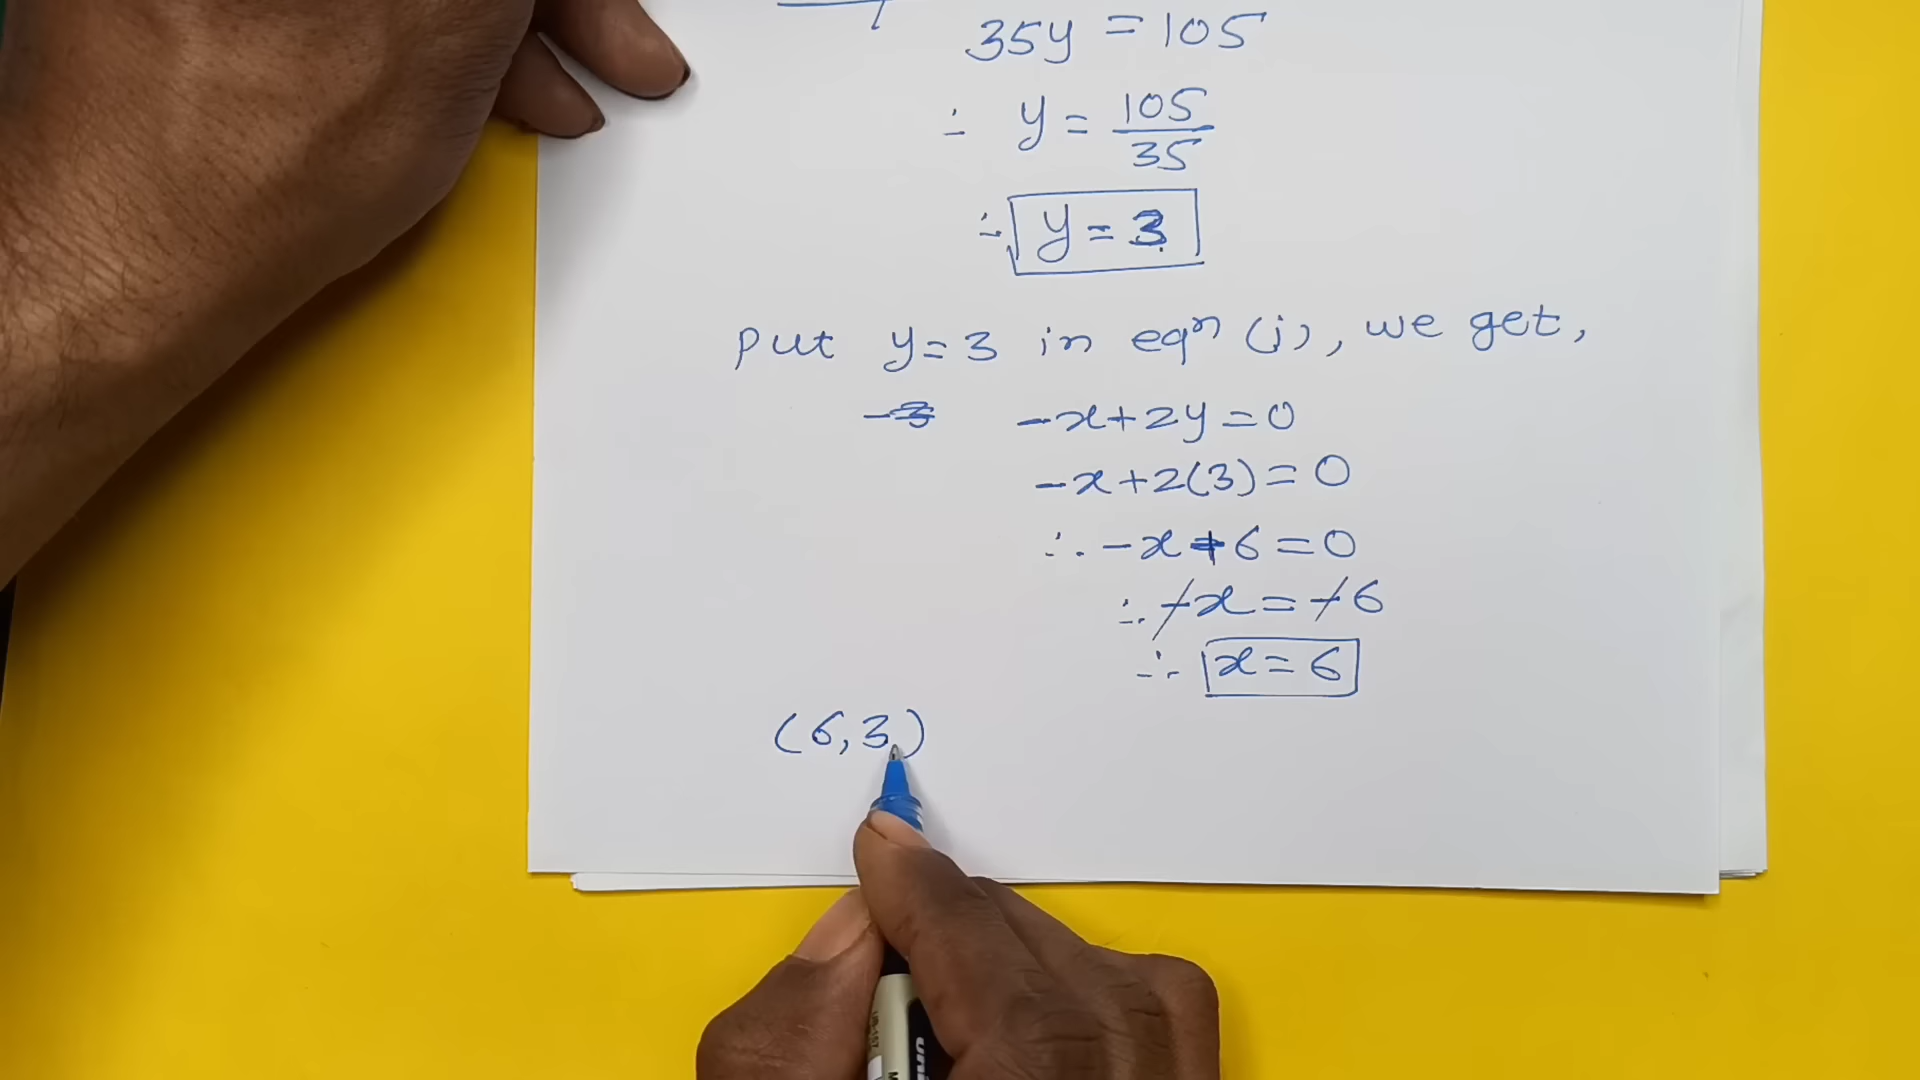 35y = 105
∴ y = 105/35
∴ y = 3
Put y=3 in eqⁿ (i), we get,
-x+2y=0
-x+2(3)=0
∴ -x+6=0
∴ -x=-6
∴ x=6
(6,3)
uni